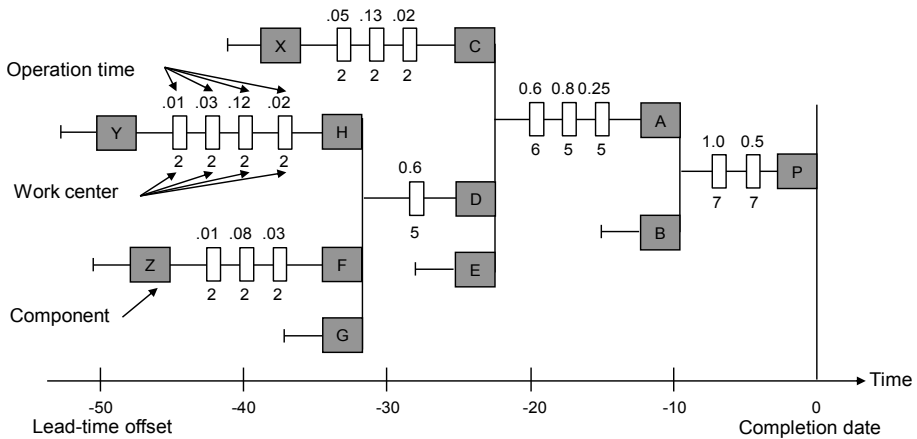 .05 .13 .02
X C
2 2 2
Operation time
0.6 0.8 0.25
.01 .03 .12 .02
A
Y H
6 5 5
1.0 0.5
2 2 2 2
P
Work center
0.6
D
7 7
5
B
.01 .08 .03
Z F E
2 2 2
Component
G
Time
-50 -40 -30 -20 -10 0
Lead-time offset Completion date